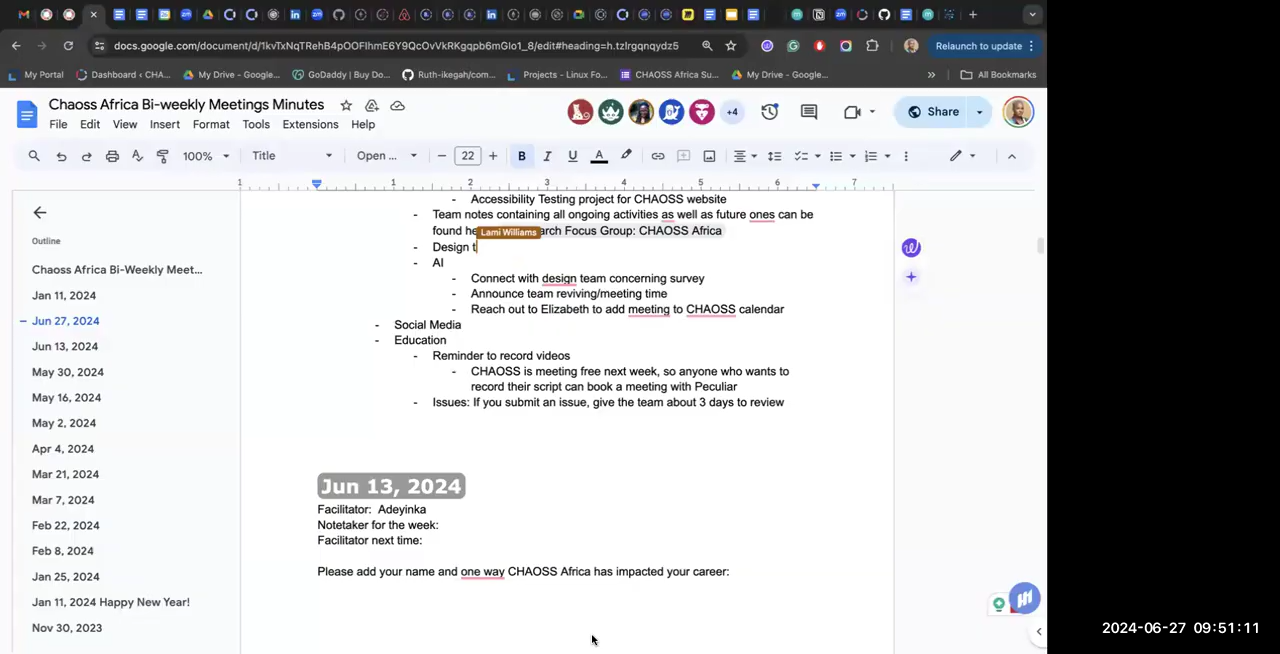 docs.google.com/document/d/1kvTxNqTRehB4pOOFlhmE6Y9QcOvVkRKgqpb6mGlo1_8/edit#heading=h.tzlrgqnqydz5
Relaunch to update
My Portal
Dashboard ‹ CHA...
My Drive - Google...
GoDaddy | Buy Do...
Ruth-ikegah/com...
Projects - Linux Fo...
CHAOSS Africa Su...
My Drive - Google...
»
All Bookmarks
Chaoss Africa Bi-weekly Meetings Minutes
+4
Share
File Edit View Insert Format Tools Extensions Help
100%
Title
Open ...
22
B I U A
1 1 2 3 4 5 6 7
Outline
Chaoss Africa Bi-Weekly Meet...
Jan 11, 2024
Jun 27, 2024
Jun 13, 2024
May 30, 2024
May 16, 2024
May 2, 2024
Apr 4, 2024
Mar 21, 2024
Mar 7, 2024
Feb 22, 2024
Feb 8, 2024
Jan 25, 2024
Jan 11, 2024 Happy New Year!
Nov 30, 2023
- Accessibility Testing project for CHAOSS website
- Team notes containing all ongoing activities as well as future ones can be
found he
Lami Williams
arch Focus Group: CHAOSS Africa
- Design t
- AI
- Connect with design team concerning survey
- Announce team reviving/meeting time
- Reach out to Elizabeth to add meeting to CHAOSS calendar
- Social Media
- Education
- Reminder to record videos
- CHAOSS is meeting free next week, so anyone who wants to
record their script can book a meeting with Peculiar
- Issues: If you submit an issue, give the team about 3 days to review
Jun 13, 2024
Facilitator: Adeyinka
Notetaker for the week:
Facilitator next time:
Please add your name and one way CHAOSS Africa has impacted your career:
2024-06-27 09:51:11